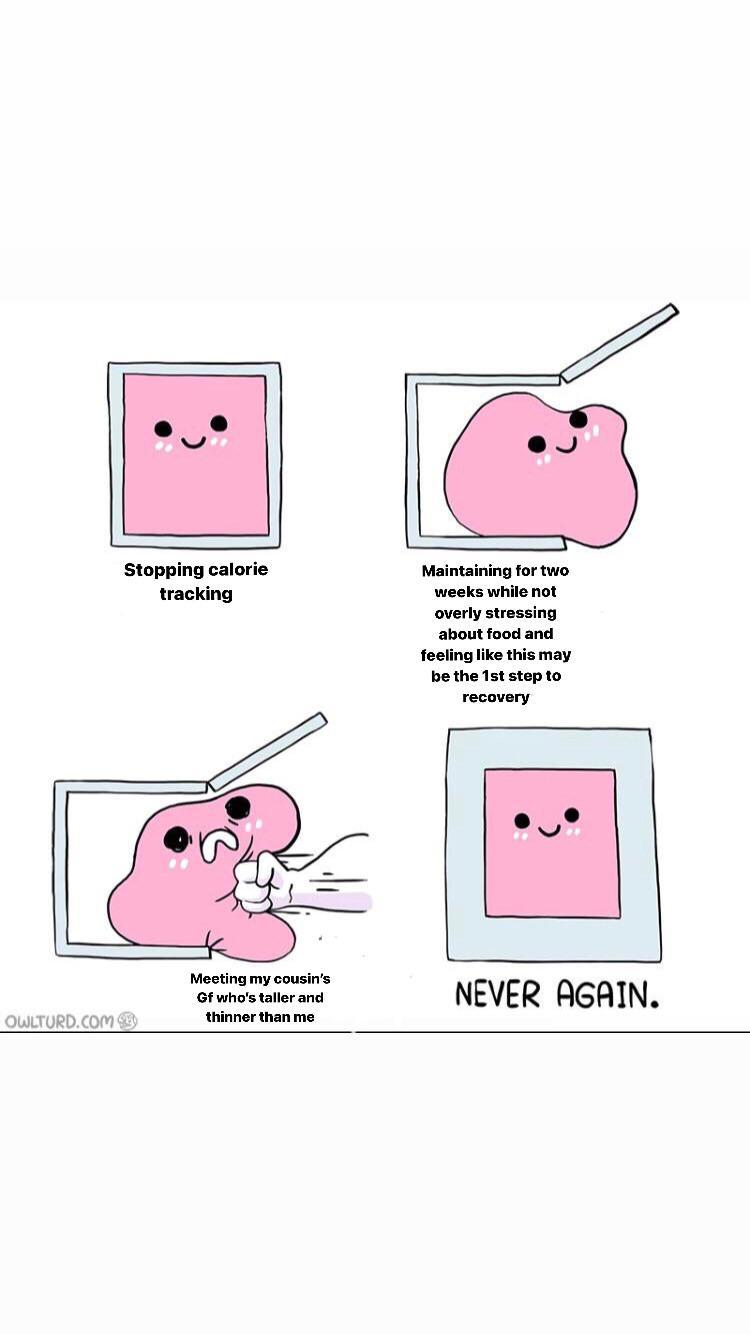 Stopping calorie
tracking
Maintaining for two
weeks while not
overly stressing
about food and
feeling like this may
be the 1st step to
recovery
Meeting my cousin's
Gf who's taller and
thinner than me
NEVER AGAIN.
OWLTURD.COM